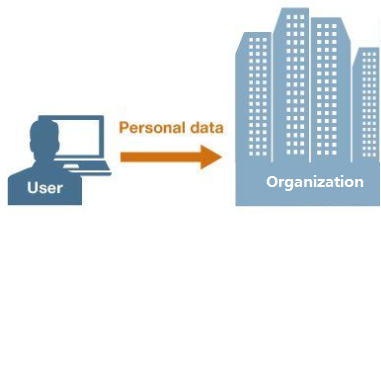 Personal data
User
Organization